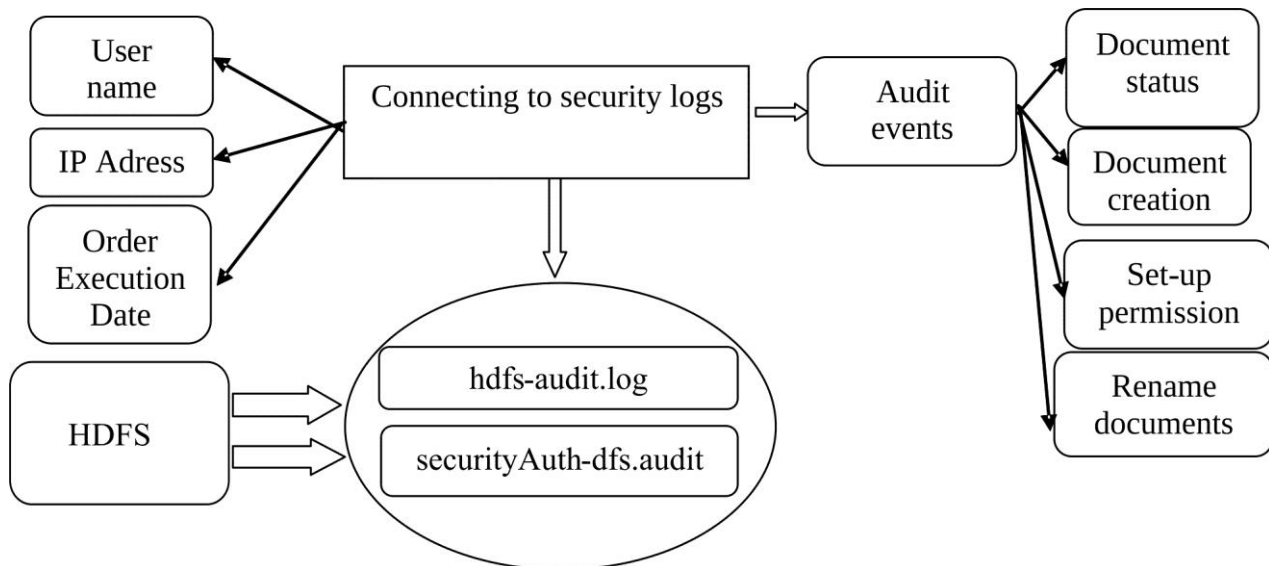 User
name
IP Adress
Order
Execution
Date
HDFS
Connecting to security logs
hdfs-audit.log
securityAuth-dfs.audit
Audit
events
Document
status
Document
creation
Set-up
permission
Rename
documents